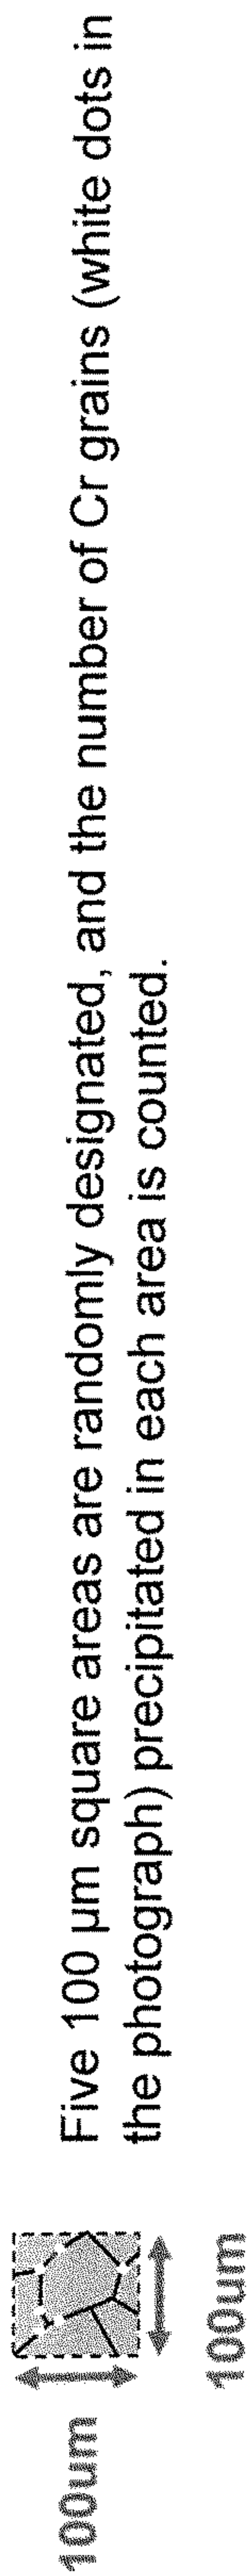 Five 100 μm square areas are randomly designated, and the number of Cr grains (white dots in
the photograph) precipitated in each area is counted.
100um
100um